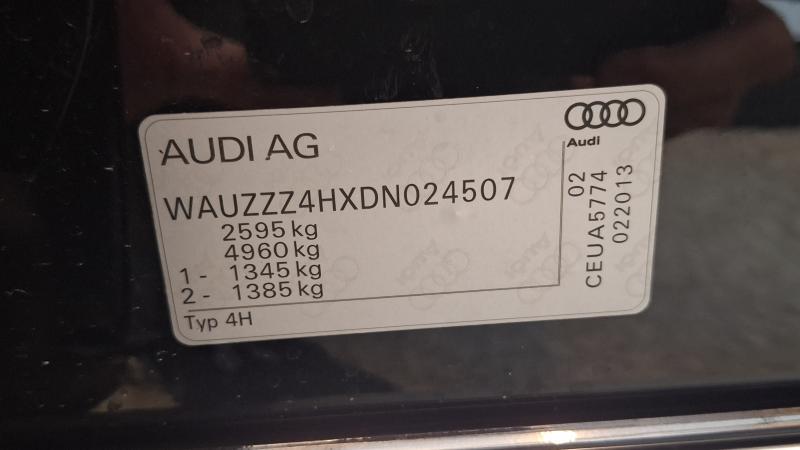 AUDI AG
Audi
WAUZZZ4HXDN024507
2595 kg
4960 kg
1 - 1345 kg
2 - 1385 kg
Typ 4H
02
CEUA5774
022013